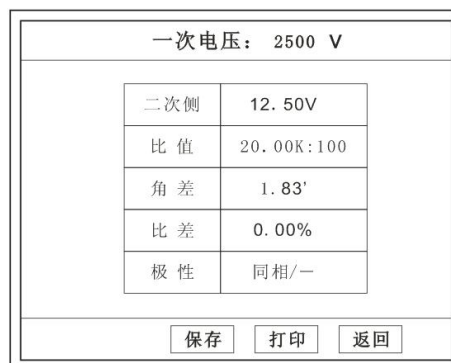 一次电压： 2500 V
二次侧 12.50V
比 值 20.00K:100
角 差 1.83'
比 差 0.00%
极 性 同相/—
保存 打印 返回